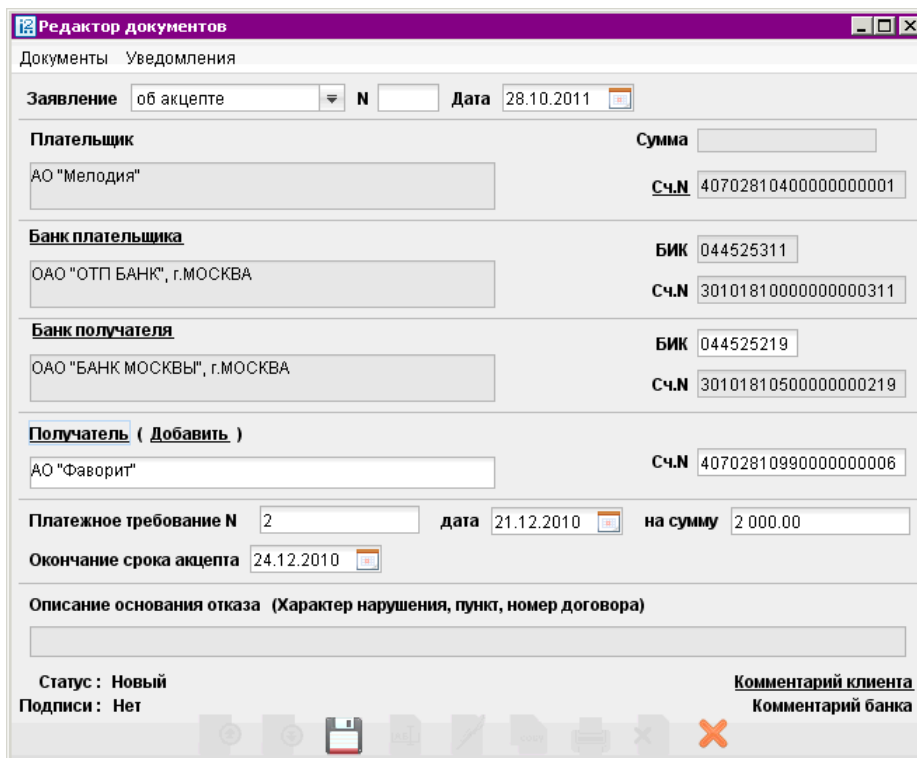 Редактор документов
Документы Уведомления
Заявление об акцепте N Дата 28.10.2011
Плательщик Сумма
АО "Мелодия"
Сч.N 40702810400000000001
Банк плательщика
БИК 044525311
ОАО "ОТП БАНК", г.МОСКВА
Сч.N 30101810000000000311
Банк получателя
БИК 044525219
ОАО "БАНК МОСКВЫ", г.МОСКВА
Сч.N 30101810500000000219
Получатель ( Добавить )
АО "Фаворит" Сч.N 40702810990000000006
Платежное требование N 2 дата 21.12.2010 на сумму 2 000.00
Окончание срока акцепта 24.12.2010
Описание основания отказа (Характер нарушения, пункт, номер договора)
Статус : Новый Комментарий клиента
Подписи : Нет Комментарий банка